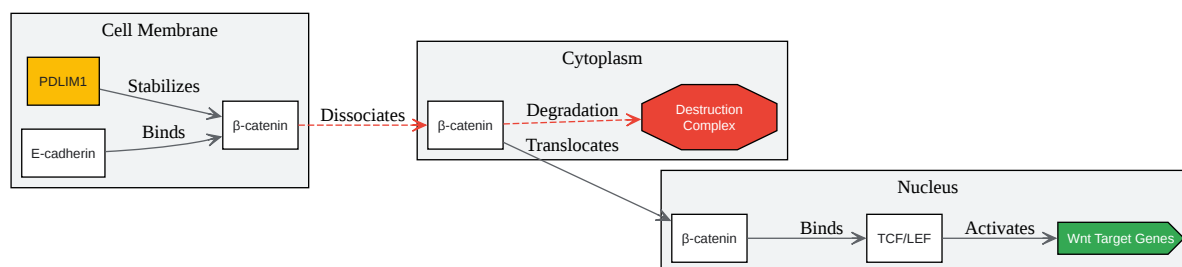 Cell Membrane
PDLIM1
Stabilizes
E-cadherin
Binds
β-catenin
Dissociates
Cytoplasm
β-catenin
Degradation
Destruction
Complex
Translocates
Nucleus
β-catenin
Binds
TCF/LEF
Activates
Wnt Target Genes